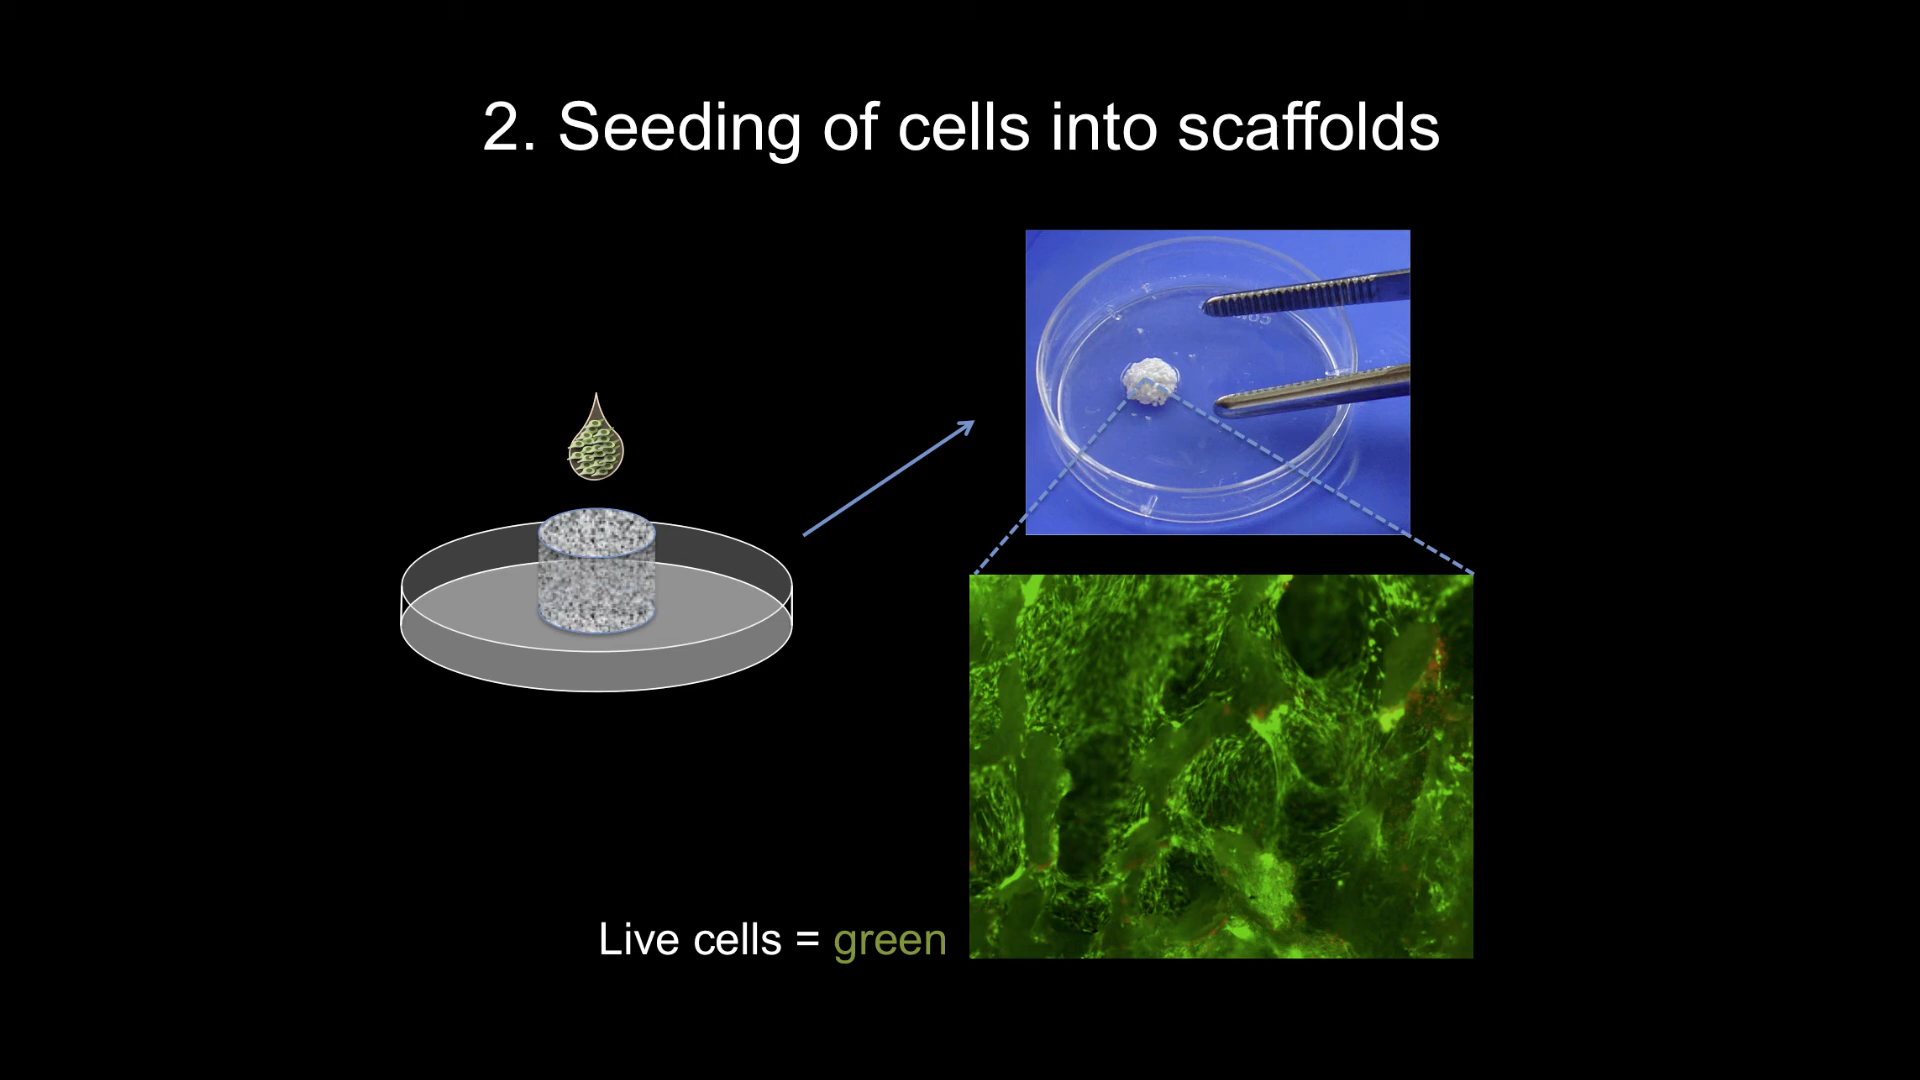 2. Seeding of cells into scaffolds
Live cells = green